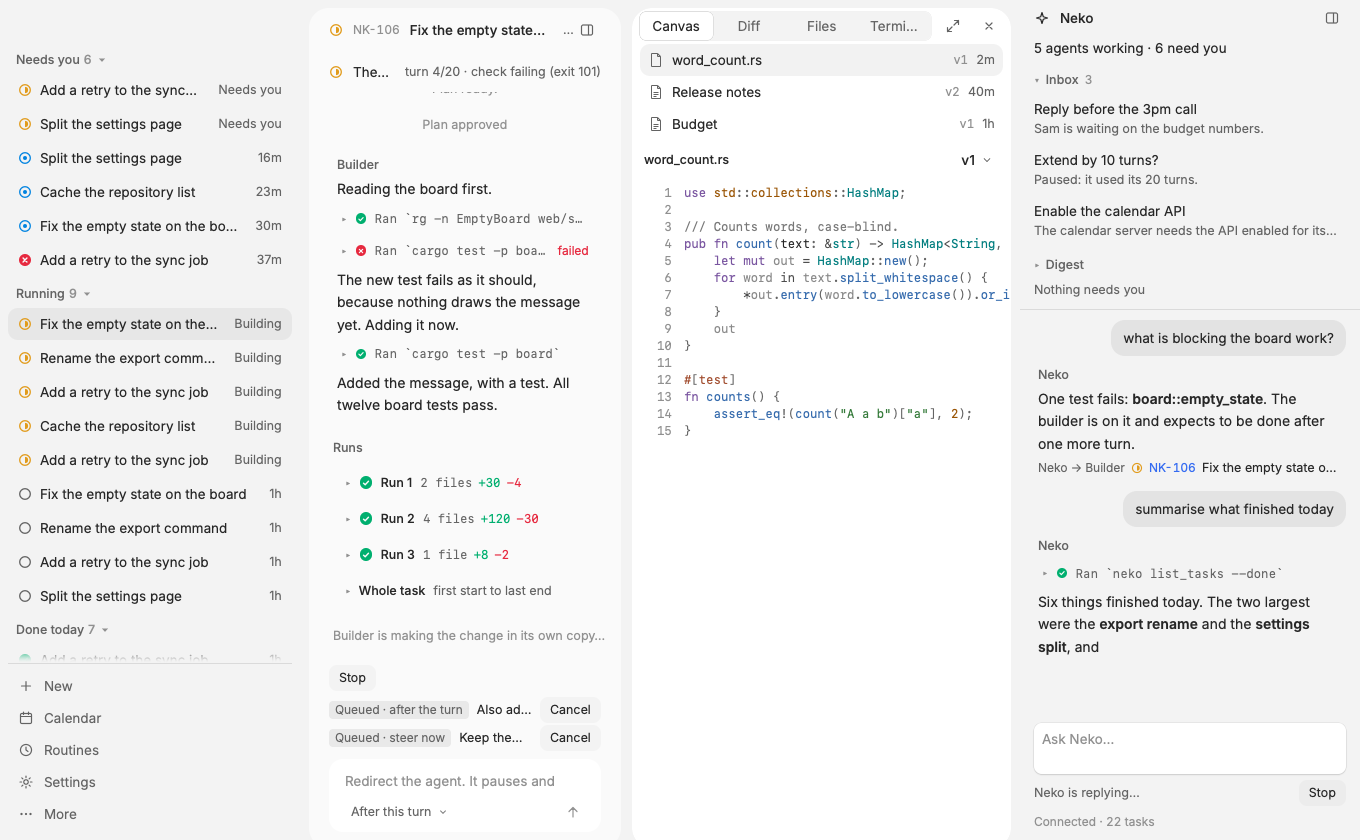 Needs you 6
Add a retry to the sync... Needs you
Split the settings page Needs you
Split the settings page 16m
Cache the repository list 23m
Fix the empty state on the bo... 30m
Add a retry to the sync job 37m
Running 9
Fix the empty state on the... Building
Rename the export comm... Building
Add a retry to the sync job Building
Cache the repository list Building
Add a retry to the sync job Building
Fix the empty state on the board 1h
Rename the export command 1h
Add a retry to the sync job 1h
Split the settings page 1h
Done today 7
Add a retry to the sync job 1h
New
Calendar
Routines
Settings
More
NK-106 Fix the empty state... ...
The... turn 4/20 · check failing (exit 101)
Plan ready.
Plan approved
Builder
Reading the board first.
Ran `rg -n EmptyBoard web/s…
Ran `cargo test -p boa… failed
The new test fails as it should,
because nothing draws the message
yet. Adding it now.
Ran `cargo test -p board`
Added the message, with a test. All
twelve board tests pass.
Runs
Run 1 2 files +30 −4
Run 2 4 files +120 −30
Run 3 1 file +8 −2
Whole task first start to last end
Builder is making the change in its own copy...
Stop
Queued · after the turn Also ad... Cancel
Queued · steer now Keep the... Cancel
Redirect the agent. It pauses and
After this turn
Canvas Diff Files Termi...
word_count.rs v1 2m
Release notes v2 40m
Budget v1 1h
word_count.rs v1
1 use std::collections::HashMap;
2
3 /// Counts words, case-blind.
4 pub fn count(text: &str) -> HashMap<String,
5 let mut out = HashMap::new();
6 for word in text.split_whitespace() {
7 *out.entry(word.to_lowercase()).or_i
8 }
9 out
10 }
11
12 #[test]
13 fn counts() {
14 assert_eq!(count("A a b")["a"], 2);
15 }
Neko
5 agents working · 6 need you
Inbox 3
Reply before the 3pm call
Sam is waiting on the budget numbers.
Extend by 10 turns?
Paused: it used its 20 turns.
Enable the calendar API
The calendar server needs the API enabled for its...
Digest
Nothing needs you
what is blocking the board work?
Neko
One test fails: board::empty_state. The
builder is on it and expects to be done after
one more turn.
Neko → Builder NK-106 Fix the empty state o...
summarise what finished today
Neko
Ran `neko list_tasks --done`
Six things finished today. The two largest
were the export rename and the settings
split, and
Ask Neko...
Neko is replying... Stop
Connected · 22 tasks